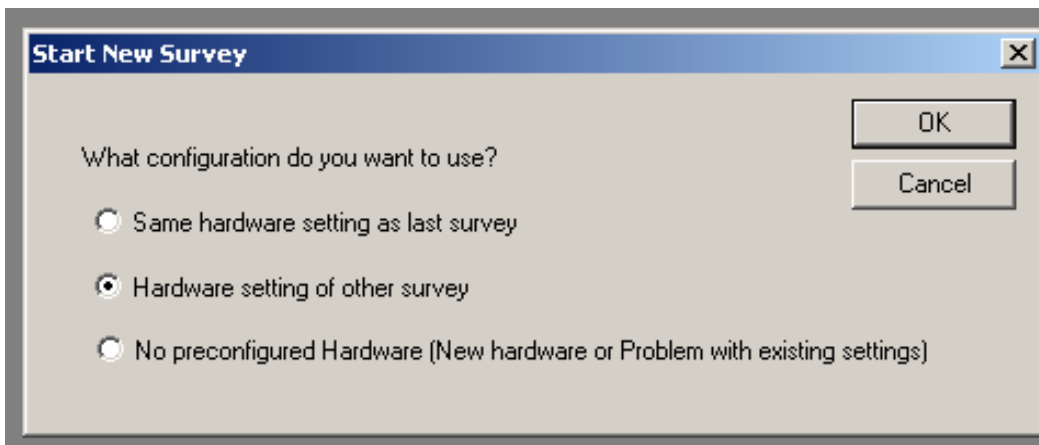 Start New Survey
OK
What configuration do you want to use?
Cancel
Same hardware setting as last survey
Hardware setting of other survey
No preconfigured Hardware (New hardware or Problem with existing settings)